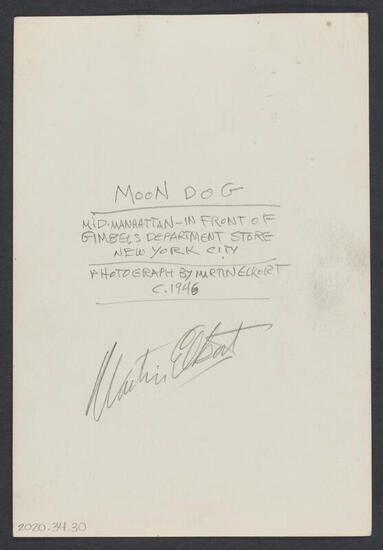 MOON DOG
MID-MANHATTAN-IN FRONT OF
GIMBELS DEPARTMENT STORE
NEW YORK CITY
PHOTOGRAPH BY MARTIN ELKORT
C.1946
Martin Elkort
2020.34.30